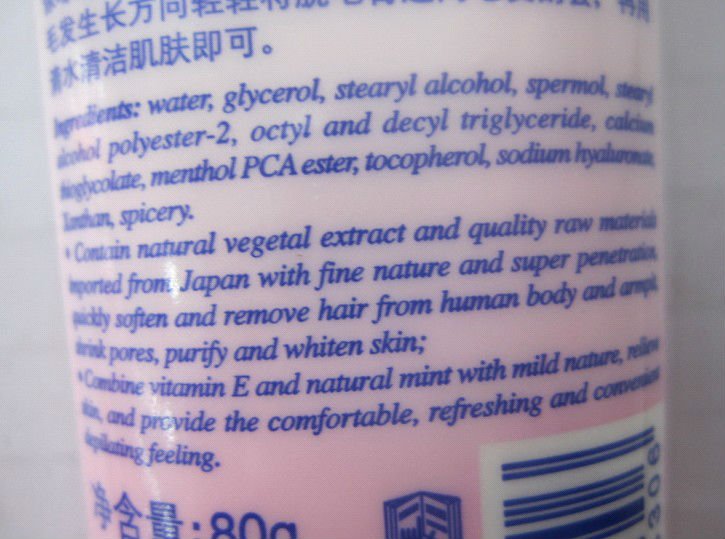 毛发生长方向轻轻将肌
清水清洁肌肤即可。
Ingredients: water, glycerol, stearyl alcohol, spermol, stearyl
alcohol polyester-2, octyl and decyl triglyceride, calcium
thioglycolate, menthol PCA ester, tocopherol, sodium hyaluronate,
Xanthan, spicery.
• Contain natural vegetal extract and quality raw materials
imported from Japan with fine nature and super penetration,
quickly soften and remove hair from human body and armpit,
shrink pores, purify and whiten skin;
• Combine vitamin E and natural mint with mild nature, relieve
skin, and provide the comfortable, refreshing and convenient
depilating feeling.
含量:80g